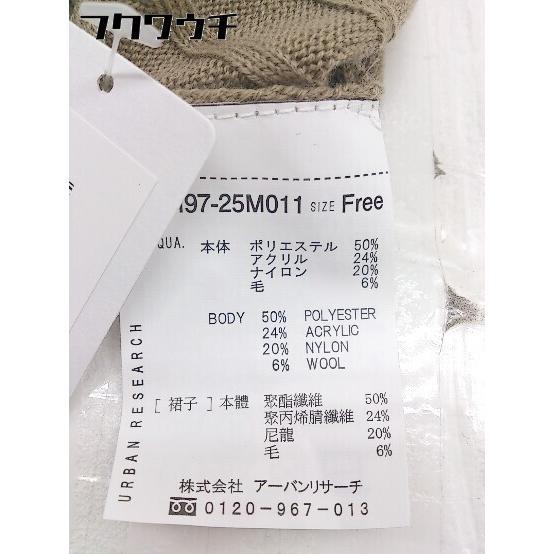 フクワウチ
97-25M011 SIZE Free
QUA. 本体 ポリエステル 50%
アクリル 24%
ナイロン 20%
毛 6%
BODY 50% POLYESTER
24% ACRYLIC
20% NYLON
6% WOOL
[ 裙子 ] 本體 聚酯纖維 50%
聚丙烯腈纖維 24%
尼龍 20%
毛 6%
URBAN RESEARCH
株式会社 アーバンリサーチ
0120-967-013